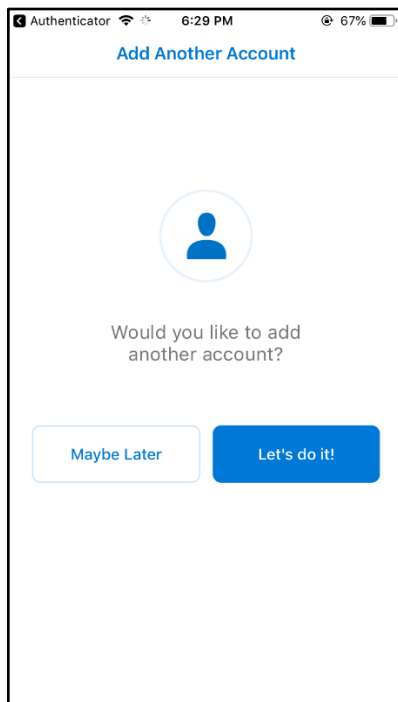 Authenticator 6:29 PM 67%
Add Another Account
Would you like to add
another account?
Maybe Later Let's do it!